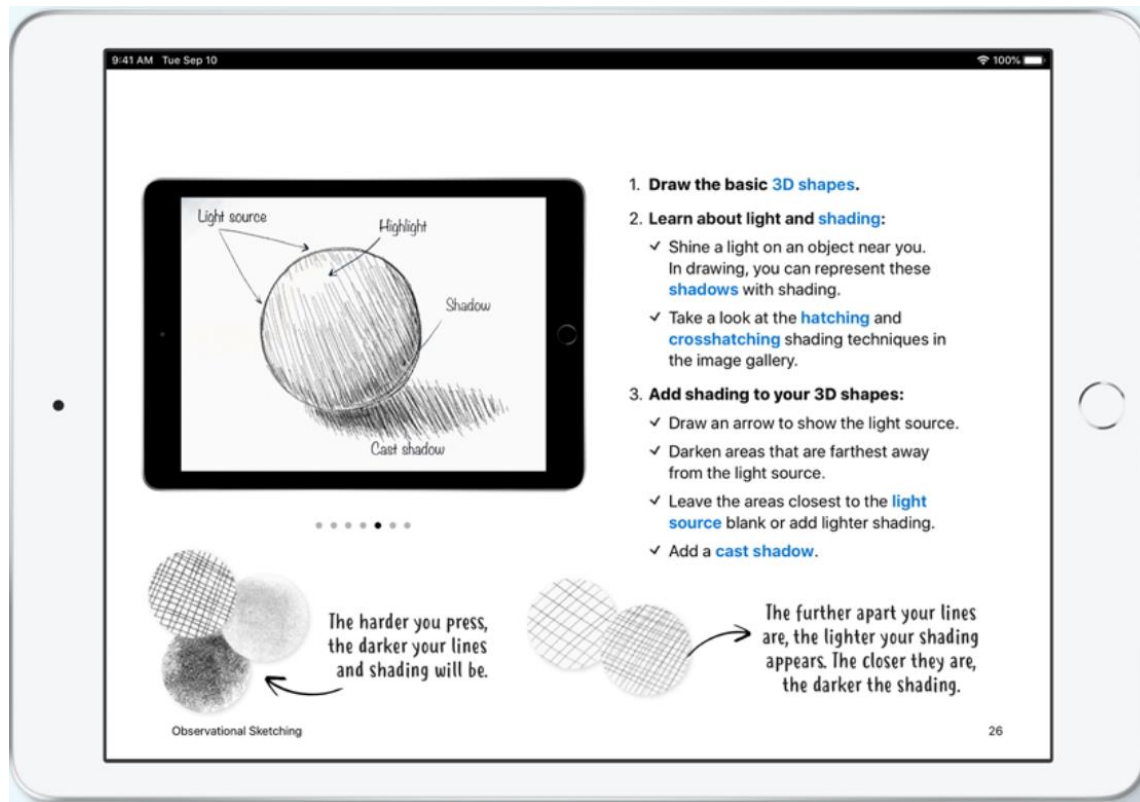 9:41 AM Tue Sep 10
100%
Light source
Highlight
Shadow
Cast shadow
1. Draw the basic 3D shapes.
2. Learn about light and shading:
✓ Shine a light on an object near you.
In drawing, you can represent these
shadows with shading.
✓ Take a look at the hatching and
crosshatching shading techniques in
the image gallery.
3. Add shading to your 3D shapes:
✓ Draw an arrow to show the light source.
✓ Darken areas that are farthest away
from the light source.
✓ Leave the areas closest to the light
source blank or add lighter shading.
✓ Add a cast shadow.
The harder you press,
the darker your lines
and shading will be.
The further apart your lines
are, the lighter your shading
appears. The closer they are,
the darker the shading.
Observational Sketching
26